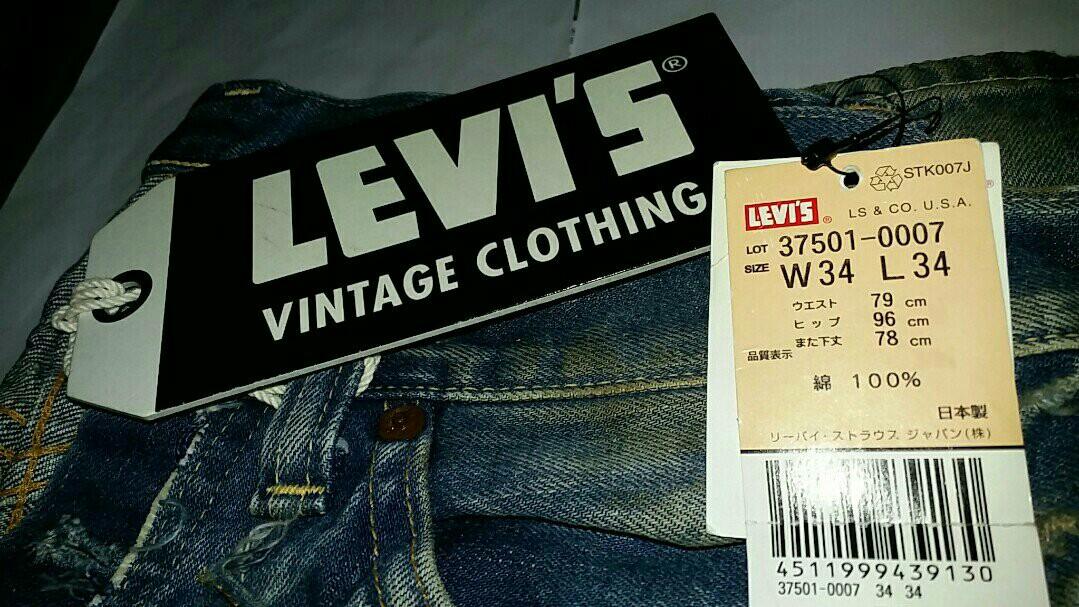 LEVI'S®
VINTAGE CLOTHING
STK007J
LEVI'S® LS & CO. U.S.A.
LOT 37501-0007
SIZE W34 L34
ウエスト 79 cm
ヒップ 96 cm
また下丈 78 cm
品質表示
綿 100%
日本製
リーバイ・ストラウス ジャパン(株)
4511999439130
37501-0007 34 34